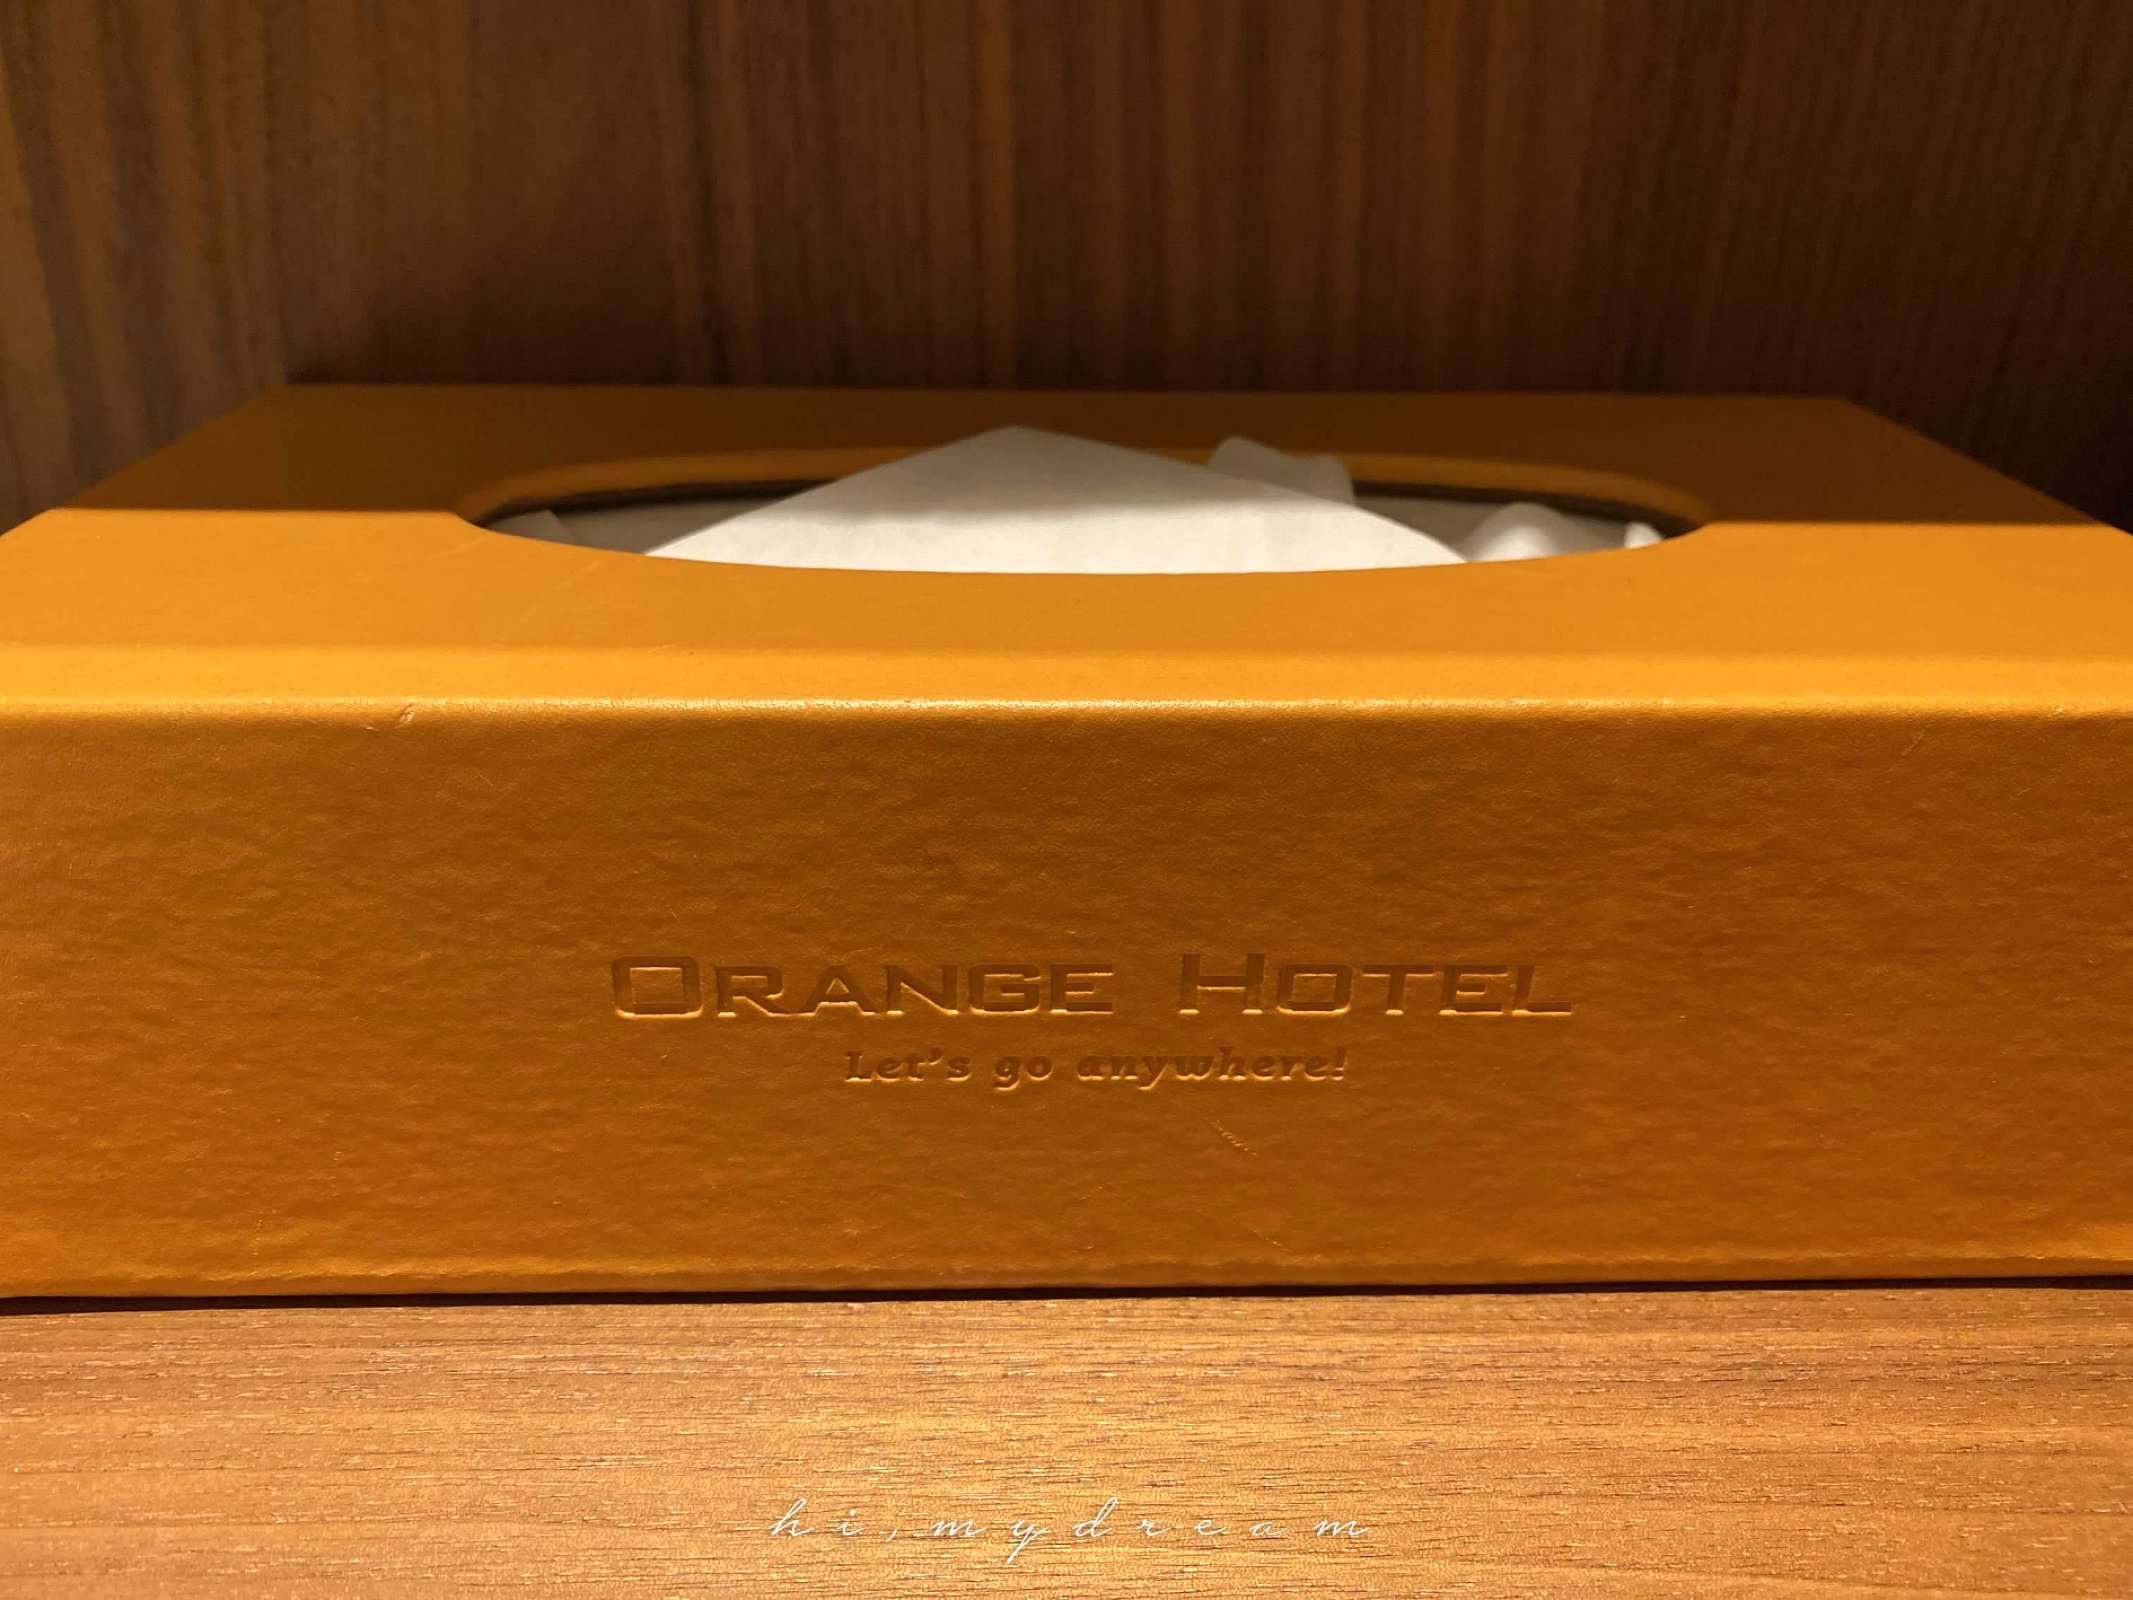 ORANGE HOTEL
Let's go anywhere!
hi, mydream